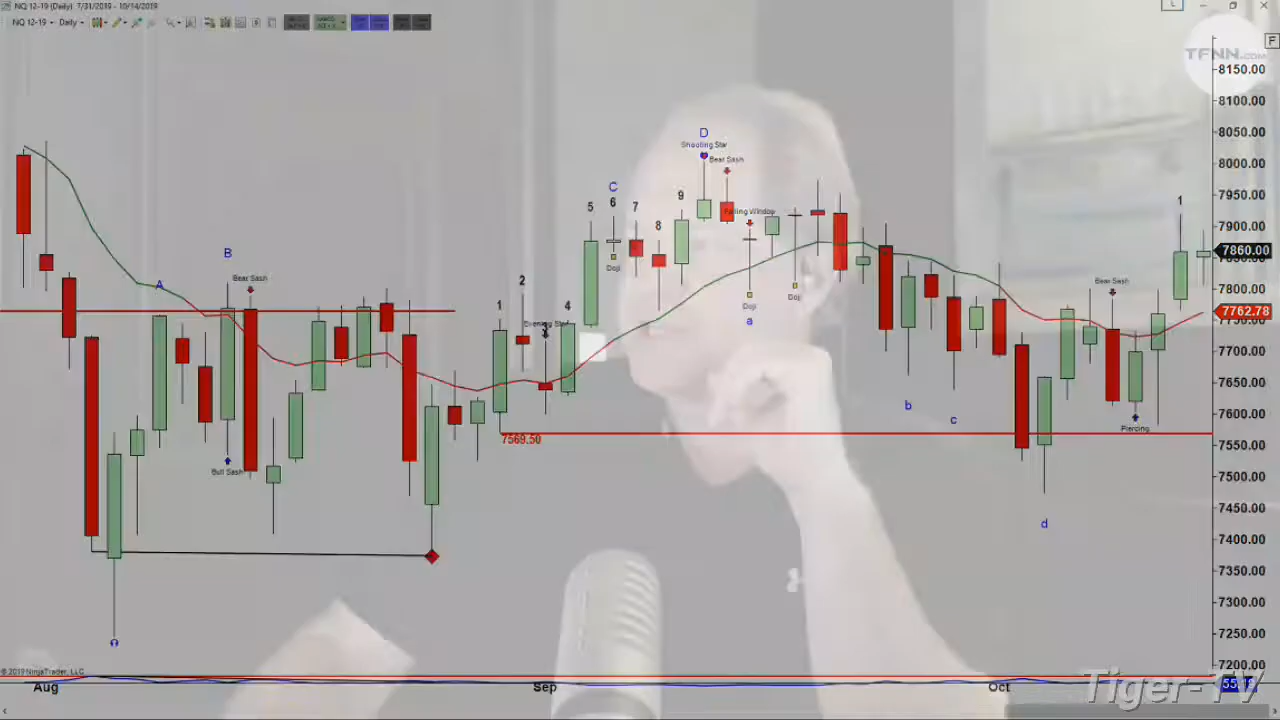 NQ 12-19 (Daily) 7/31/2019 - 10/14/2019
NQ 12-19 Daily
L
F
TFNN.COM
8150.00
8100.00
8050.00
8000.00
7950.00
7900.00
7860.00
7800.00
7762.78
7700.00
7650.00
7600.00
7550.00
7500.00
7450.00
7400.00
7350.00
7300.00
7250.00
7200.00
D
Shooting Star
Bear Sash
C
5
6
7
8
9
Falling Window
Doji
Doji
Doji
a
B
Bear Sash
A
1
2
Evening Star
3
4
1
Bear Sash
b
c
Piercing
7569.50
Bull Sash
d
© 2019 NinjaTrader, LLC
Aug
Sep
Oct
Tiger-TV